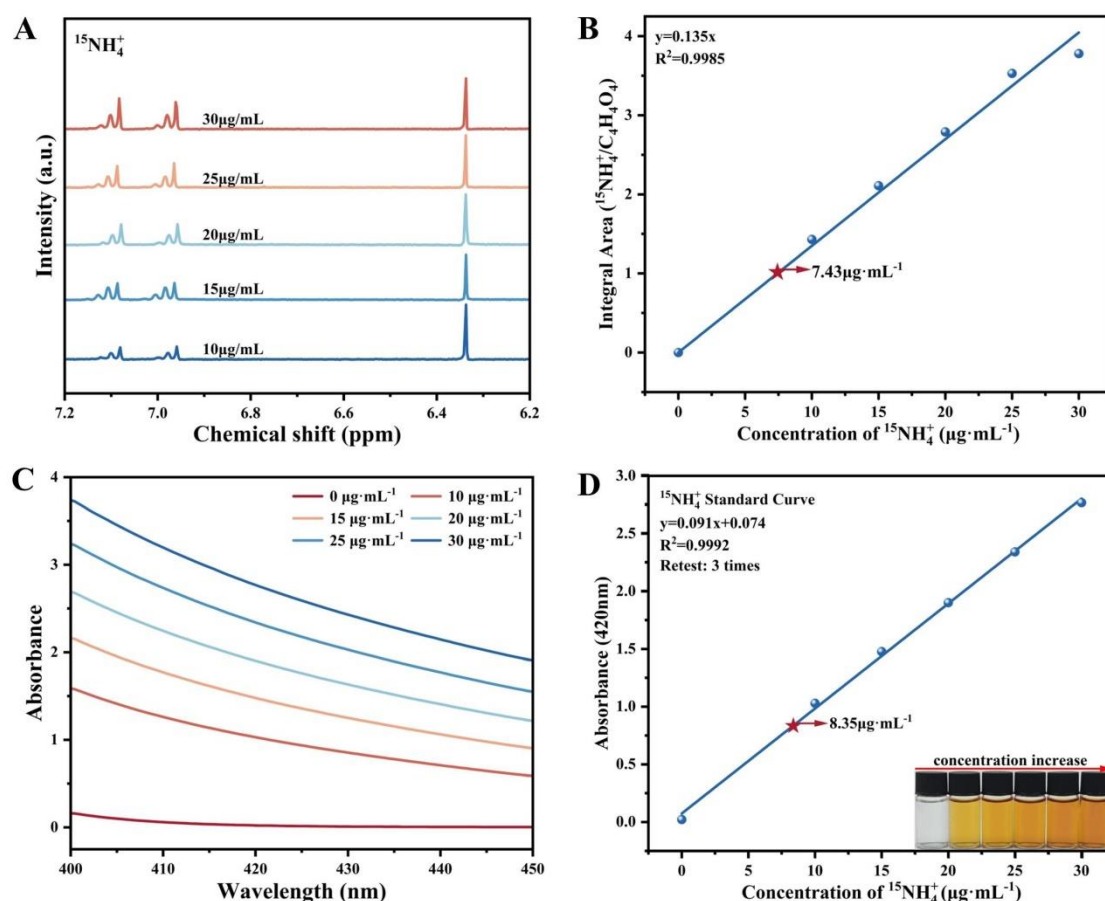 A
¹⁵NH₄⁺
30μg/mL
25μg/mL
20μg/mL
15μg/mL
10μg/mL
Intensity (a.u.)
7.2 7.0 6.8 6.6 6.4 6.2
Chemical shift (ppm)
B
y=0.135x
R²=0.9985
4
3
2
1
0
7.43μg·mL⁻¹
Integral Area (¹⁵NH₄⁺/C₄H₄O₄)
0 5 10 15 20 25 30
Concentration of ¹⁵NH₄⁺ (μg·mL⁻¹)
C
4
3
2
1
0
0 μg·mL⁻¹ 10 μg·mL⁻¹
15 μg·mL⁻¹ 20 μg·mL⁻¹
25 μg·mL⁻¹ 30 μg·mL⁻¹
Absorbance
400 410 420 430 440 450
Wavelength (nm)
D
3.0
2.5
2.0
1.5
1.0
0.5
0.0
¹⁵NH₄⁺ Standard Curve
y=0.091x+0.074
R²=0.9992
Retest: 3 times
8.35μg·mL⁻¹
concentration increase
Absorbance (420nm)
0 5 10 15 20 25 30
Concentration of ¹⁵NH₄⁺ (μg·mL⁻¹)